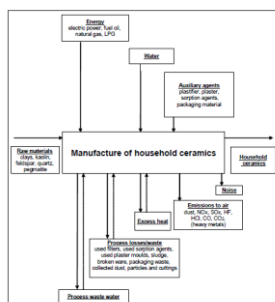 Energy
electric power, fuel oil,
natural gas, LPG
Water
Auxiliary agents
plastifier, plaster,
sorption agents,
packaging material
Raw materials
clays, kaolin,
feldspar, quartz,
pegmatite
Manufacture of household ceramics
Household
ceramics
Noise
Emissions to air
dust, NOx, SOx, HF,
HCl, CO, CO2,
(heavy metals)
Excess heat
Process losses/waste
used filters, used sorption agents,
used plaster moulds, sludge,
broken ware, packaging waste,
collected dust, particles and cuttings
Process waste water